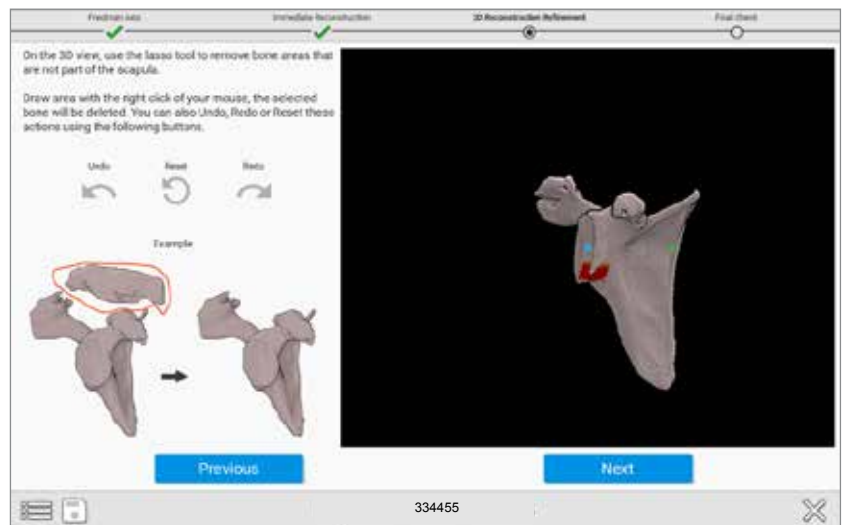 Friedman Axis
Immediate Reconstruction
3D Reconstruction Refinement
Final check
On the 3D view, use the lasso tool to remove bone areas that
are not part of the scapula.
Draw area with the right click of your mouse, the selected
bone will be deleted. You can also Undo, Redo or Reset these
actions using the following buttons.
Undo
Reset
Redo
Example
Previous
Next
334455